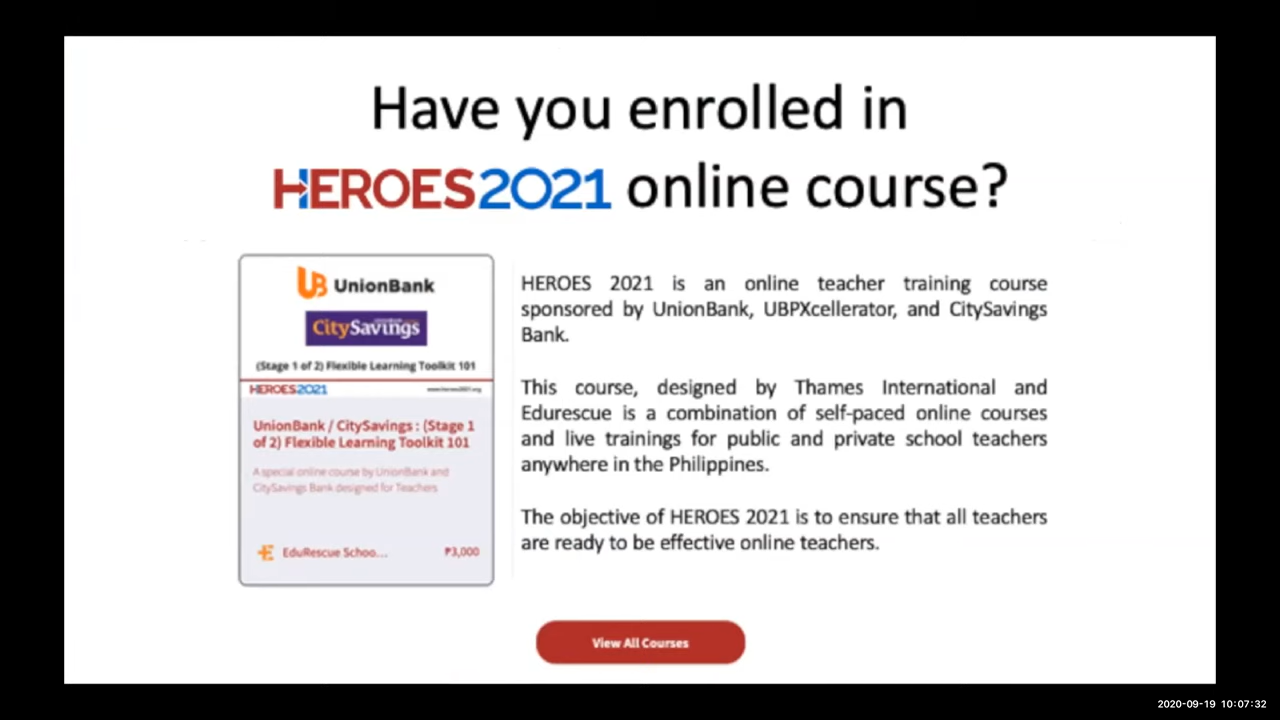 Have you enrolled in
HEROES2021 online course?
UB UnionBank
CitySavings
(Stage 1 of 2) Flexible Learning Toolkit 101
HEROES2021 www.heroes2021.org
UnionBank / CitySavings : (Stage 1
of 2) Flexible Learning Toolkit 101
A special online course by UnionBank and
CitySavings Bank designed for Teachers
EduRescue Schoo... ₱3,000
HEROES 2021 is an online teacher training course
sponsored by UnionBank, UBPXcellerator, and CitySavings
Bank.
This course, designed by Thames International and
Edurescue is a combination of self-paced online courses
and live trainings for public and private school teachers
anywhere in the Philippines.
The objective of HEROES 2021 is to ensure that all teachers
are ready to be effective online teachers.
View All Courses
2020-09-19 10:07:32